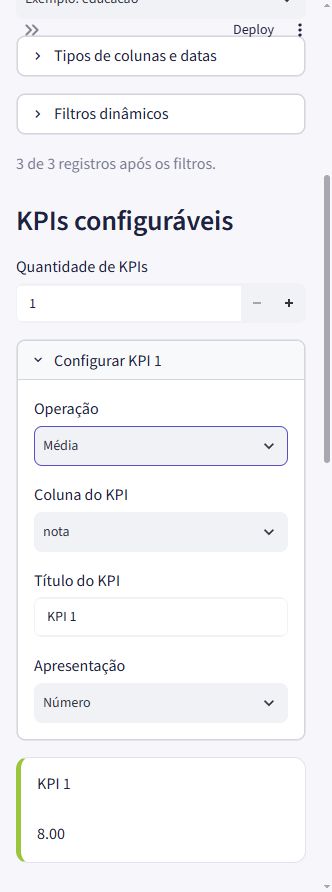 Exemplo: educacao
Deploy
Tipos de colunas e datas
Filtros dinâmicos
3 de 3 registros após os filtros.
KPIs configuráveis
Quantidade de KPIs
1
Configurar KPI 1
Operação
Média
Coluna do KPI
nota
Título do KPI
KPI 1
Apresentação
Número
KPI 1
8.00